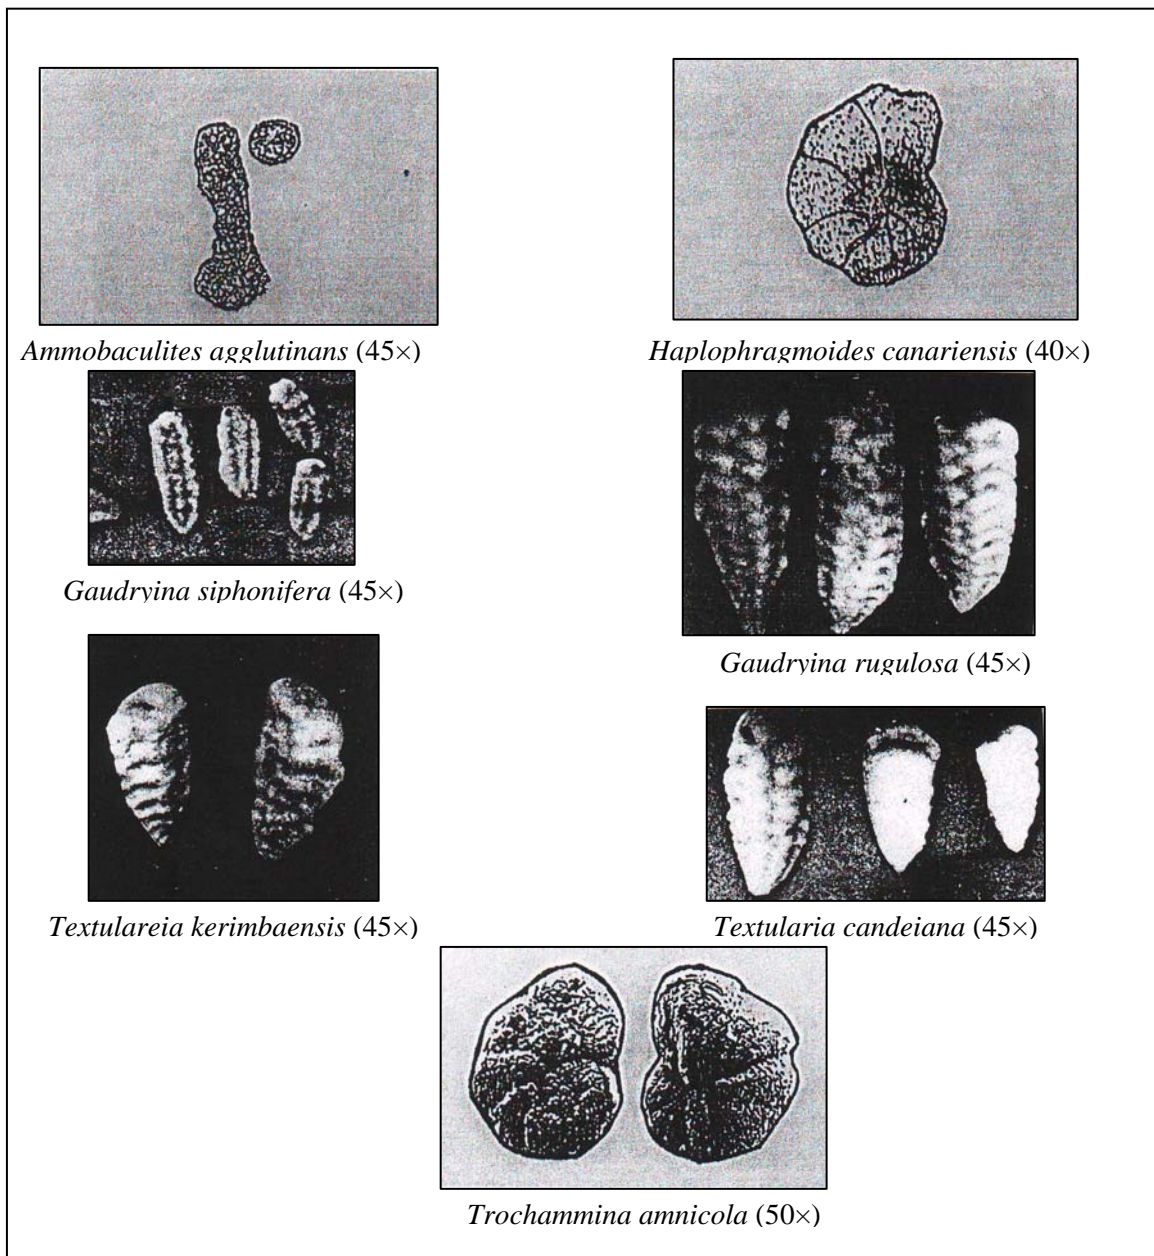 Ammobaculites agglutinans (45×)
Haplophragmoides canariensis (40×)
Gaudryina siphonifera (45×)
Gaudryina rugulosa (45×)
Textulareia kerimbaensis (45×)
Textularia candeiana (45×)
Trochammina amnicola (50×)